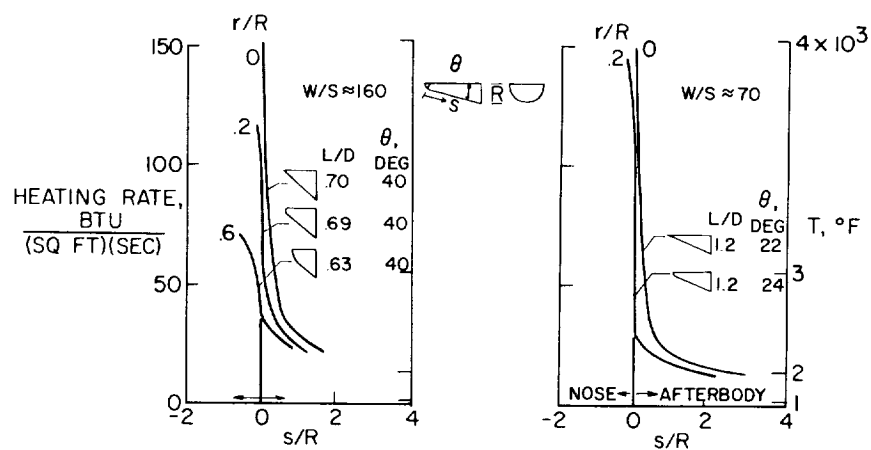 r/R
150
0
W/S≈160
.2
100
L/D
θ, DEG
.70 40
.69 40
.63 40
HEATING RATE,
BTU
(SQ FT)(SEC)
.6
50
0
-2 0 2 4
s/R
θ
s
R
r/R
.2
0
W/S≈70
4×10³
L/D
θ, DEG
1.2 22
1.2 24
T, °F
3
2
1
NOSE AFTERBODY
-2 0 2 4
s/R